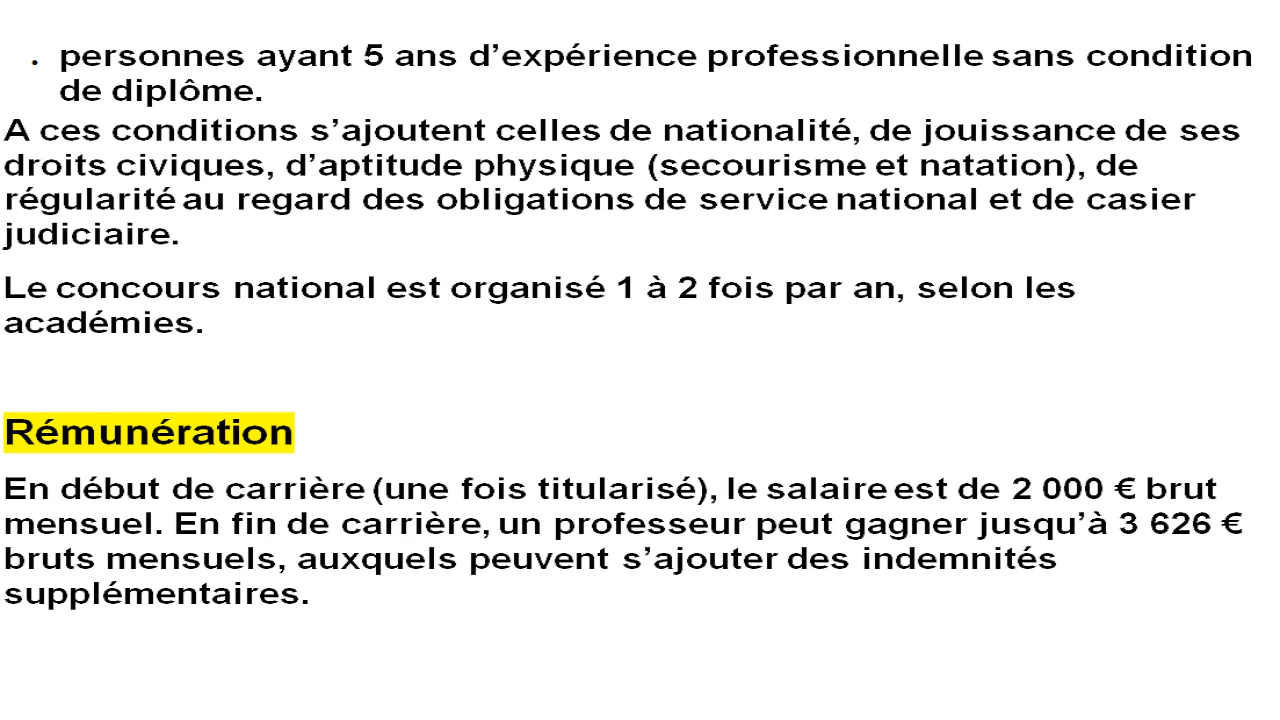 • personnes ayant 5 ans d’expérience professionnelle sans condition
de diplôme.
A ces conditions s’ajoutent celles de nationalité, de jouissance de ses
droits civiques, d’aptitude physique (secourisme et natation), de
régularité au regard des obligations de service national et de casier
judiciaire.
Le concours national est organisé 1 à 2 fois par an, selon les
académies.
Rémunération
En début de carrière (une fois titularisé), le salaire est de 2 000 € brut
mensuel. En fin de carrière, un professeur peut gagner jusqu’à 3 626 €
bruts mensuels, auxquels peuvent s’ajouter des indemnités
supplémentaires.